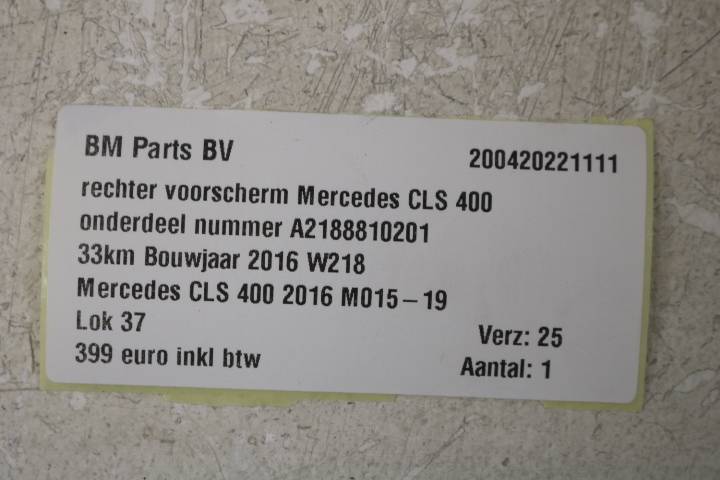 BM Parts BV 200420221111
rechter voorscherm Mercedes CLS 400
onderdeel nummer A2188810201
33km Bouwjaar 2016 W218
Mercedes CLS 400 2016 M015-19
Lok 37 Verz: 25
399 euro inkl btw Aantal: 1